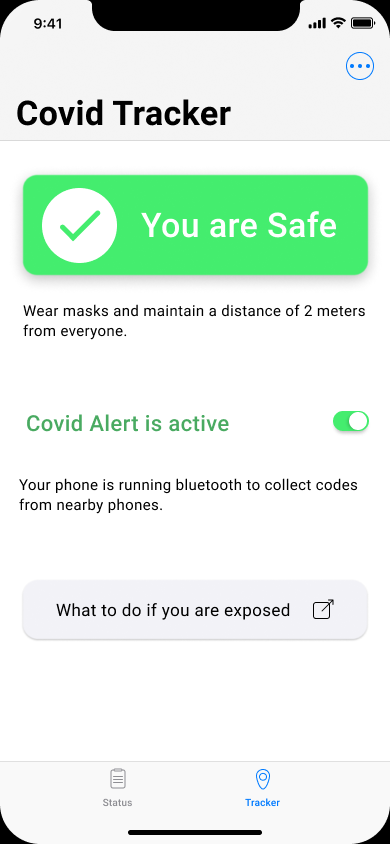 9:41
Covid Tracker
You are Safe
Wear masks and maintain a distance of 2 meters
from everyone.
Covid Alert is active
Your phone is running bluetooth to collect codes
from nearby phones.
What to do if you are exposed
Status
Tracker